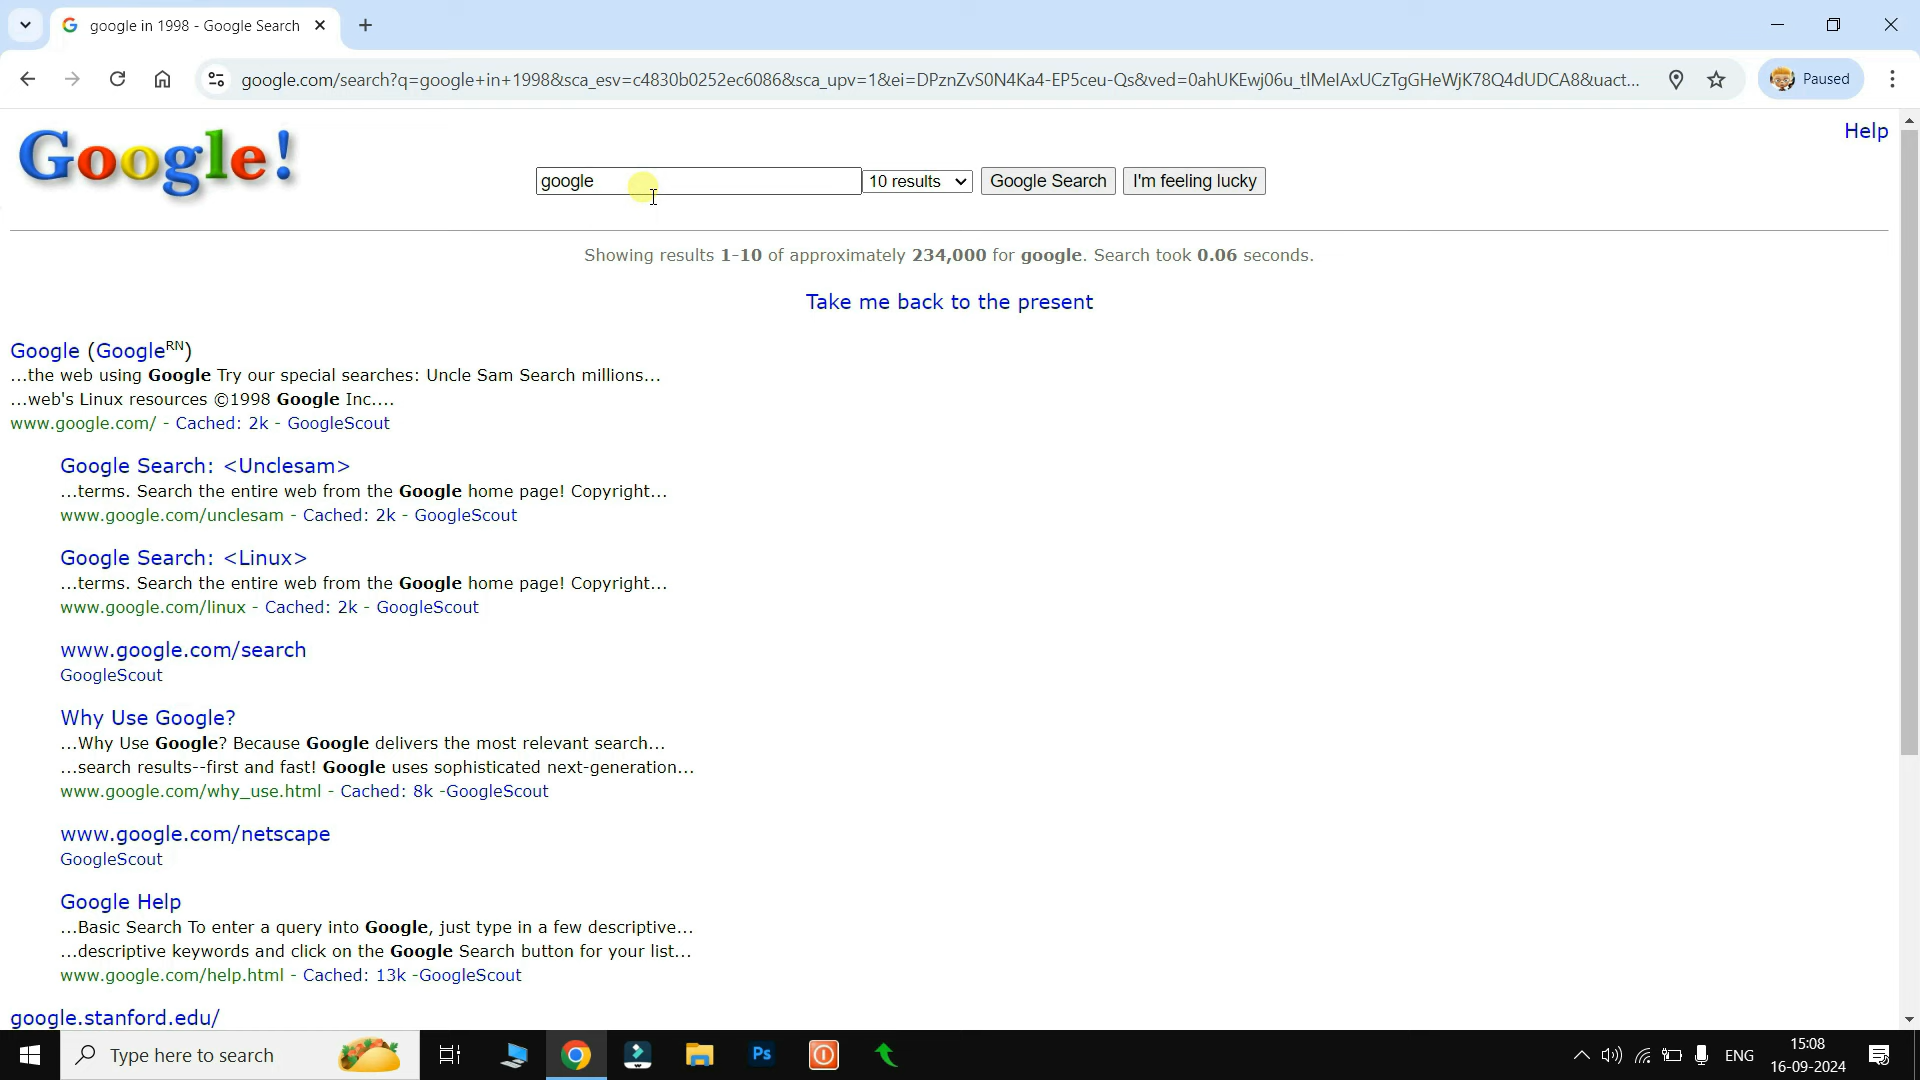 google in 1998 - Google Search
google.com/search?q=google+in+1998&sca_esv=c4830b0252ec6086&sca_upv=1&ei=DPznZvS0N4Ka4-EP5ceu-Qs&ved=0ahUKEwj06u_tlMeIAxUCzTgGHeWjK78Q4dUDCA8&uact...
Paused
Google!
Help
google
10 results
Google Search
I'm feeling lucky
Showing results 1-10 of approximately 234,000 for google. Search took 0.06 seconds.
Take me back to the present
Google (GoogleRN)
...the web using Google Try our special searches: Uncle Sam Search millions...
...web's Linux resources ©1998 Google Inc....
www.google.com/ - Cached: 2k - GoogleScout
Google Search: <Unclesam>
...terms. Search the entire web from the Google home page! Copyright...
www.google.com/unclesam - Cached: 2k - GoogleScout
Google Search: <Linux>
...terms. Search the entire web from the Google home page! Copyright...
www.google.com/linux - Cached: 2k - GoogleScout
www.google.com/search
GoogleScout
Why Use Google?
...Why Use Google? Because Google delivers the most relevant search...
...search results--first and fast! Google uses sophisticated next-generation...
www.google.com/why_use.html - Cached: 8k -GoogleScout
www.google.com/netscape
GoogleScout
Google Help
...Basic Search To enter a query into Google, just type in a few descriptive...
...descriptive keywords and click on the Google Search button for your list...
www.google.com/help.html - Cached: 13k -GoogleScout
google.stanford.edu/
Type here to search
Ps
ENG
15:08
16-09-2024